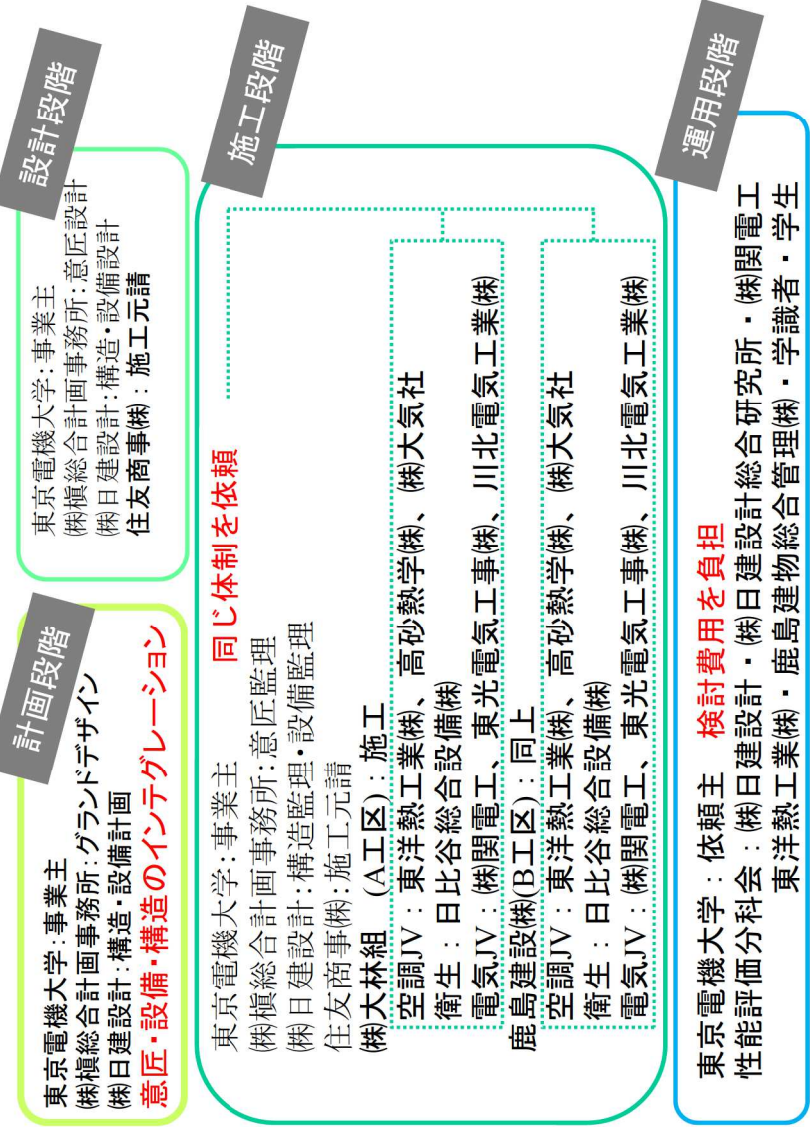 計画段階
東京電機大学:事業主
㈱槇総合計画事務所:グランドデザイン
㈱日建設計:構造・設備計画
意匠・設備・構造のインテグレーション
設計段階
東京電機大学:事業主
㈱槇総合計画事務所:意匠設計
㈱日建設計:構造・設備設計
住友商事㈱:施工元請
施工段階
東京電機大学:事業主 同じ体制を依頼
㈱槇総合計画事務所:意匠監理
㈱日建設計:構造監理・設備監理
住友商事㈱:施工元請
㈱大林組 (A工区):施工
空調JV:東洋熱工業㈱、高砂熱学㈱、㈱大気社
衛生:日比谷総合設備㈱
電気JV:㈱関電工、東光電気工事㈱、川北電気工業㈱
鹿島建設㈱(B工区):同上
空調JV:東洋熱工業㈱、高砂熱学㈱、㈱大気社
衛生:日比谷総合設備㈱
電気JV:㈱関電工、東光電気工事㈱、川北電気工業㈱
運用段階
東京電機大学:依頼主 検討費用を負担
性能評価分科会:㈱日建設計・㈱日建設計総合研究所・㈱関電工
東洋熱工業㈱・鹿島建物総合管理㈱・学識者・学生